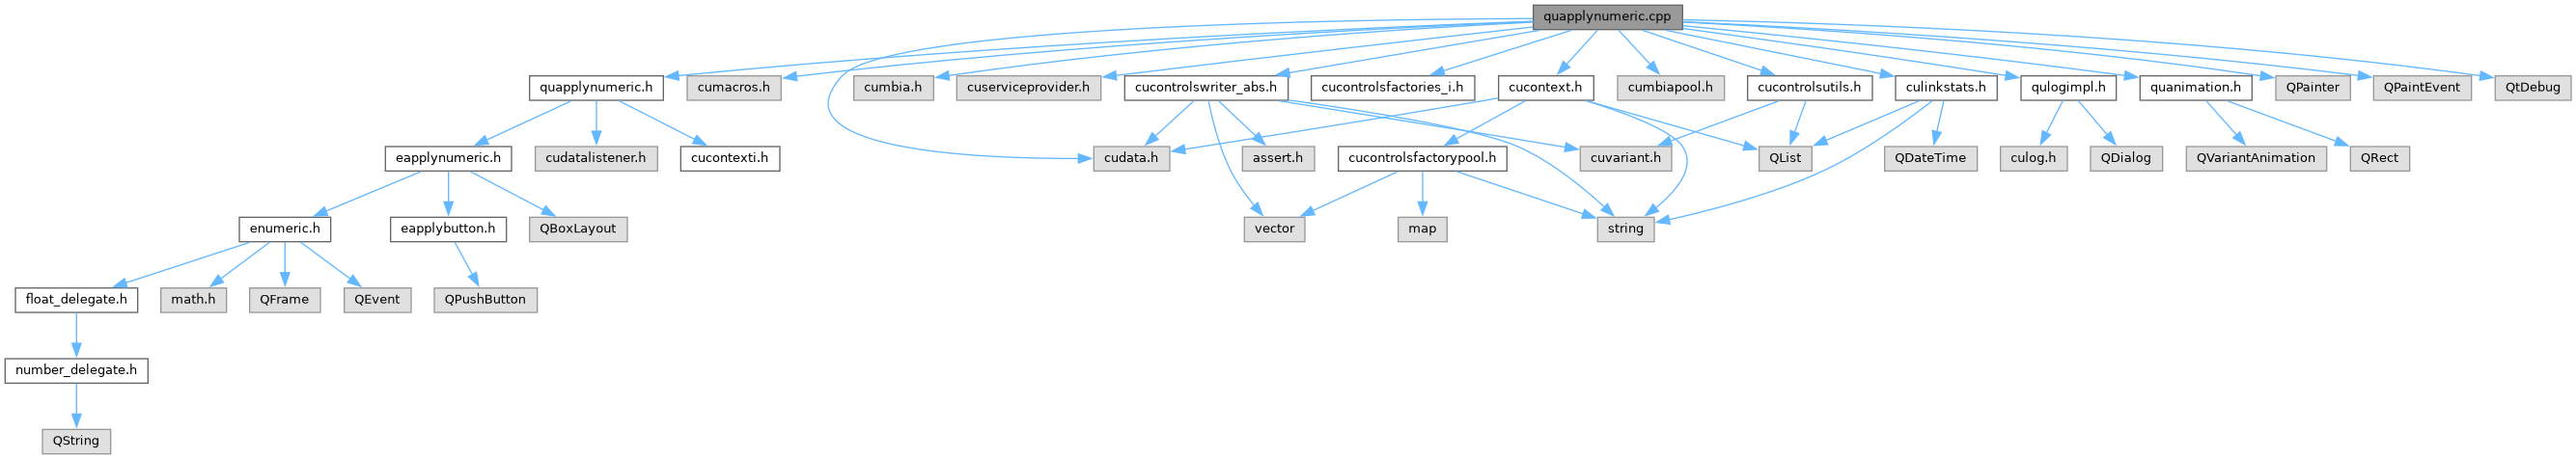 quapplynumeric.cpp
quapplynumeric.h
cumacros.h
cumbia.h
cuserviceprovider.h
cucontrolswriter_abs.h
cucontrolsfactories_i.h
cucontext.h
cumbiapool.h
cucontrolsutils.h
culinkstats.h
qulogimpl.h
quanimation.h
QPainter
QPaintEvent
QtDebug
eapplynumeric.h
cudatalistener.h
cucontexti.h
cudata.h
assert.h
cucontrolsfactorypool.h
cuvariant.h
QList
QDateTime
culog.h
QDialog
QVariantAnimation
QRect
enumeric.h
eapplybutton.h
QBoxLayout
vector
map
string
float_delegate.h
math.h
QFrame
QEvent
QPushButton
number_delegate.h
QString